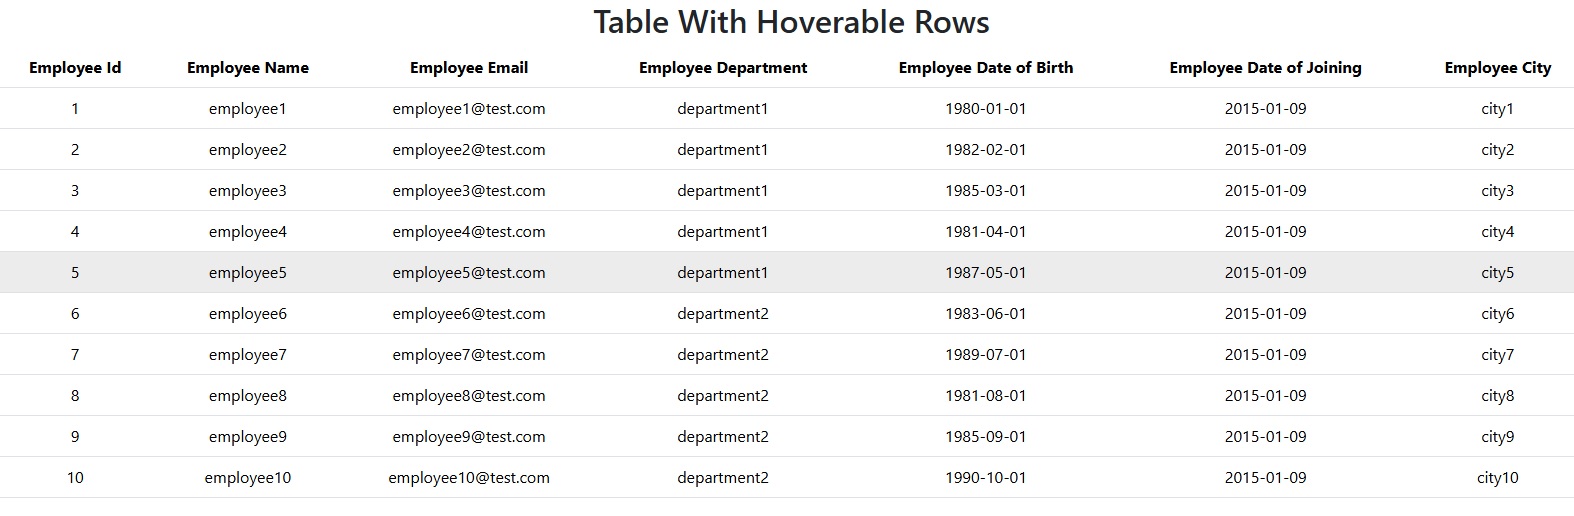 Table With Hoverable Rows
Employee Id Employee Name Employee Email Employee Department Employee Date of Birth Employee Date of Joining Employee City
1 employee1 employee1@test.com department1 1980-01-01 2015-01-09 city1
2 employee2 employee2@test.com department1 1982-02-01 2015-01-09 city2
3 employee3 employee3@test.com department1 1985-03-01 2015-01-09 city3
4 employee4 employee4@test.com department1 1981-04-01 2015-01-09 city4
5 employee5 employee5@test.com department1 1987-05-01 2015-01-09 city5
6 employee6 employee6@test.com department2 1983-06-01 2015-01-09 city6
7 employee7 employee7@test.com department2 1989-07-01 2015-01-09 city7
8 employee8 employee8@test.com department2 1981-08-01 2015-01-09 city8
9 employee9 employee9@test.com department2 1985-09-01 2015-01-09 city9
10 employee10 employee10@test.com department2 1990-10-01 2015-01-09 city10